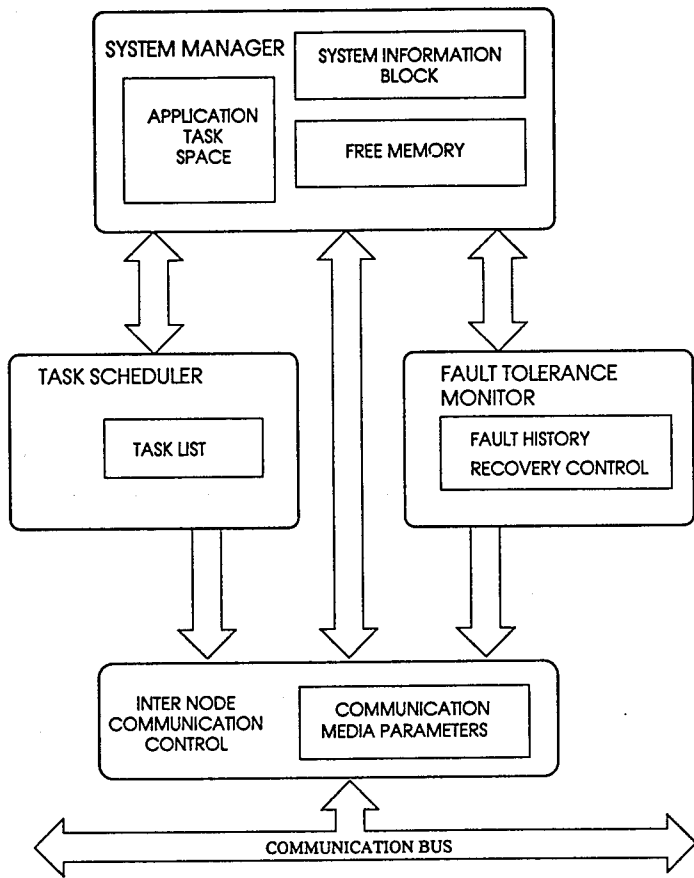 SYSTEM MANAGER
SYSTEM INFORMATION
BLOCK
APPLICATION
TASK
SPACE
FREE MEMORY
TASK SCHEDULER
TASK LIST
FAULT TOLERANCE
MONITOR
FAULT HISTORY
RECOVERY CONTROL
INTER NODE
COMMUNICATION
CONTROL
COMMUNICATION
MEDIA PARAMETERS
COMMUNICATION BUS